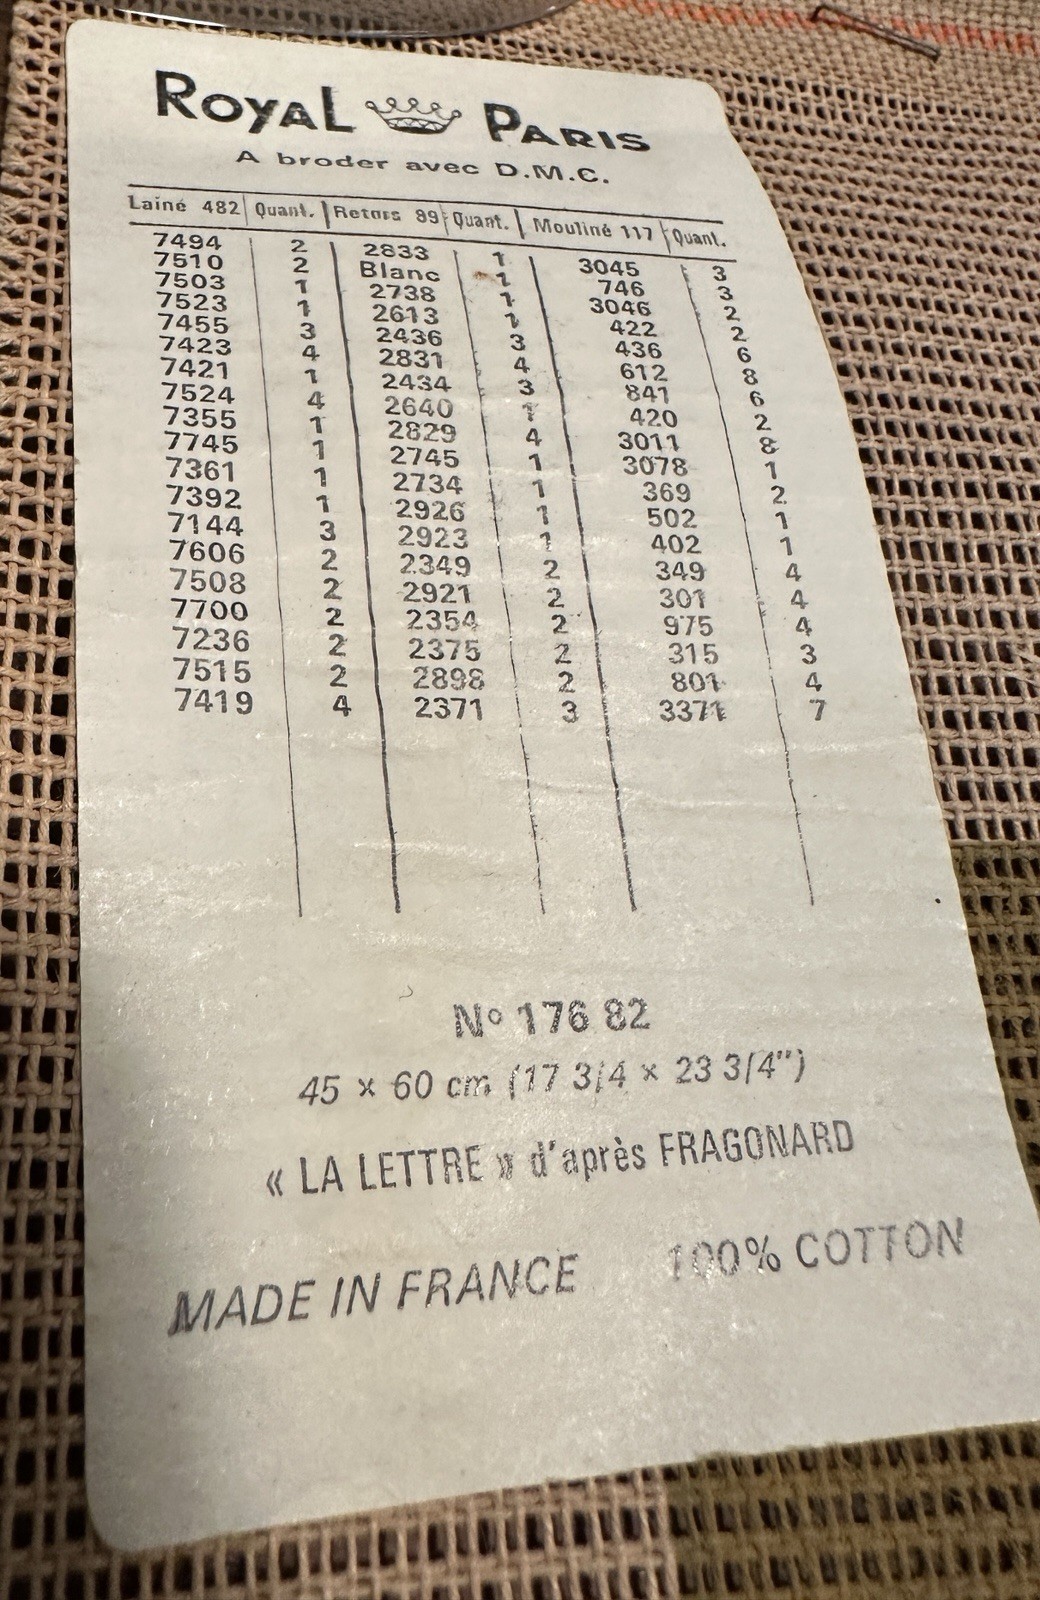 ROYAL PARIS
A broder avec D.M.C.
Laine 482 Quant. Retors 89 Quant. Mouliné 117 Quant.
7494 2 2833 1 3045 3
7510 2 Blanc 1 746 3
7503 1 2738 1 3046 2
7523 1 2613 1 422 2
7455 3 2436 3 436 6
7423 4 2831 4 612 8
7421 1 2434 3 841 6
7524 4 2640 1 420 2
7355 1 2829 4 3011 8
7745 1 2745 1 3078 1
7361 1 2734 1 369 2
7392 1 2926 1 502 1
7144 3 2923 1 402 1
7606 2 2349 2 349 4
7508 2 2921 2 301 4
7700 2 2354 2 975 4
7236 2 2375 2 315 3
7515 2 2898 2 801 4
7419 4 2371 3 3371 7
N° 176 82
45 × 60 cm (17 3/4 × 23 3/4")
« LA LETTRE » d'après FRAGONARD
MADE IN FRANCE 100% COTTON